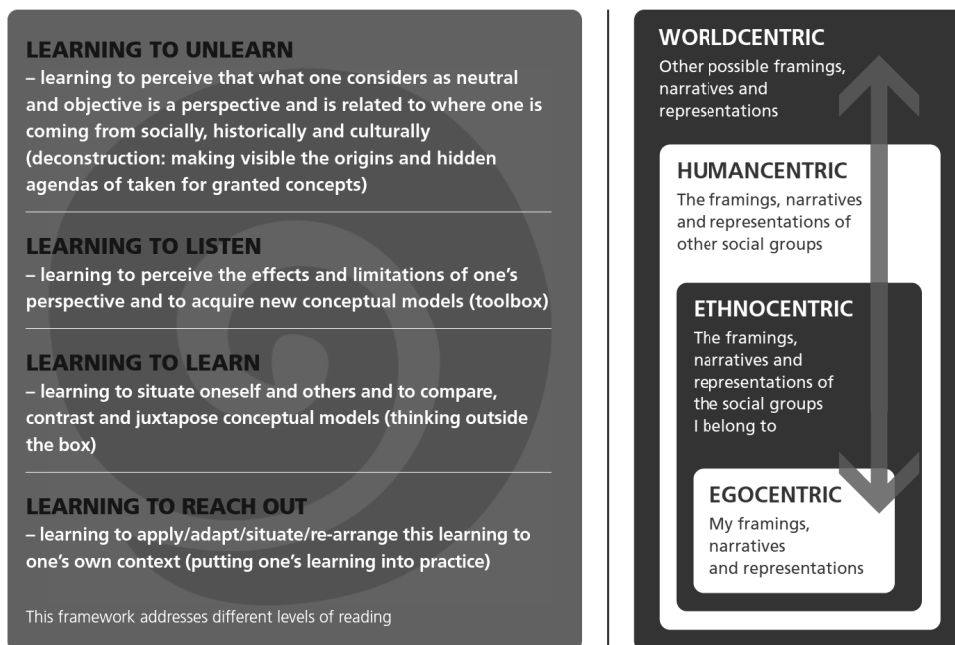 LEARNING TO UNLEARN
– learning to perceive that what one considers as neutral
and objective is a perspective and is related to where one is
coming from socially, historically and culturally
(deconstruction: making visible the origins and hidden
agendas of taken for granted concepts)
LEARNING TO LISTEN
– learning to perceive the effects and limitations of one’s
perspective and to acquire new conceptual models (toolbox)
LEARNING TO LEARN
– learning to situate oneself and others and to compare,
contrast and juxtapose conceptual models (thinking outside
the box)
LEARNING TO REACH OUT
– learning to apply/adapt/situate/re-arrange this learning to
one’s own context (putting one’s learning into practice)
This framework addresses different levels of reading
WORLDCENTRIC
Other possible framings,
narratives and
representations
HUMANCENTRIC
The framings, narratives
and representations of
other social groups
ETHNOCENTRIC
The framings,
narratives and
representations of
the social groups
I belong to
EGOCENTRIC
My framings,
narratives
and representations